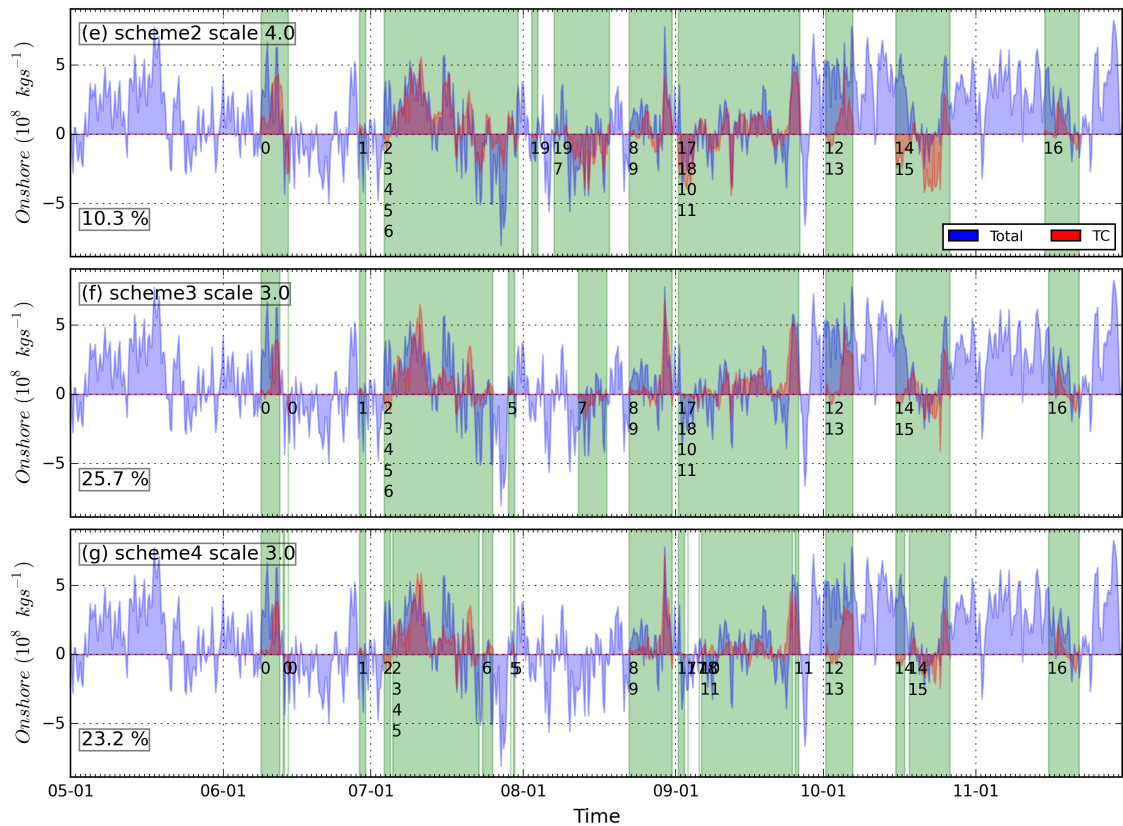 (e) scheme2 scale 4.0
Onshore (10^8 kgs^−1)
5
0
−5
0 1 2 19 19 8 17 12 14 16
3 7 9 18 13 15
4 10
5 11
6
10.3 %
Total TC
(f) scheme3 scale 3.0
Onshore (10^8 kgs^−1)
5
0
−5
0 0 1 2 5 7 8 17 12 14 16
3 9 18 13 15
4 10
5 11
6
25.7 %
(g) scheme4 scale 3.0
Onshore (10^8 kgs^−1)
5
0
−5
0 0 0 1 2 2 6 5 5 8 17 17 18 10 11 12 14 14 16
3 9 11 13 15
4
5
23.2 %
05-01 06-01 07-01 08-01 09-01 10-01 11-01
Time